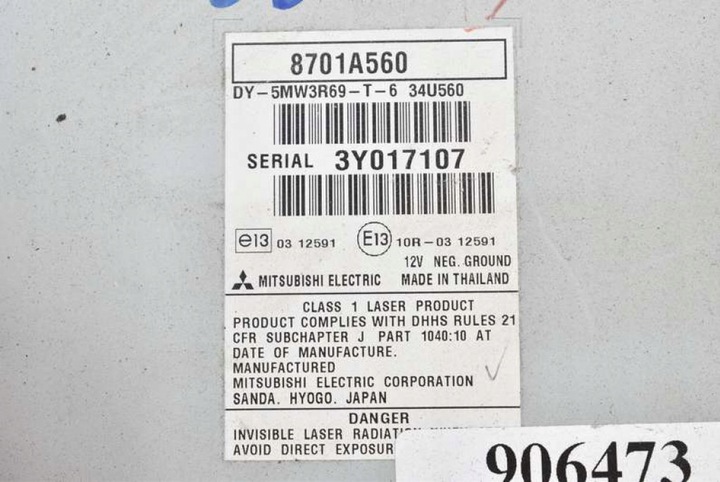 8701A560
DY-5MW3R69-T-6 34U560
SERIAL 3Y017107
e13 03 12591 E13 10R-03 12591
12V NEG. GROUND
MITSUBISHI ELECTRIC MADE IN THAILAND
CLASS 1 LASER PRODUCT
PRODUCT COMPLIES WITH DHHS RULES 21
CFR SUBCHAPTER J PART 1040:10 AT
DATE OF MANUFACTURE.
MANUFACTURED
MITSUBISHI ELECTRIC CORPORATION
SANDA. HYOGO. JAPAN
DANGER
INVISIBLE LASER
AVOID DIRECT
906473